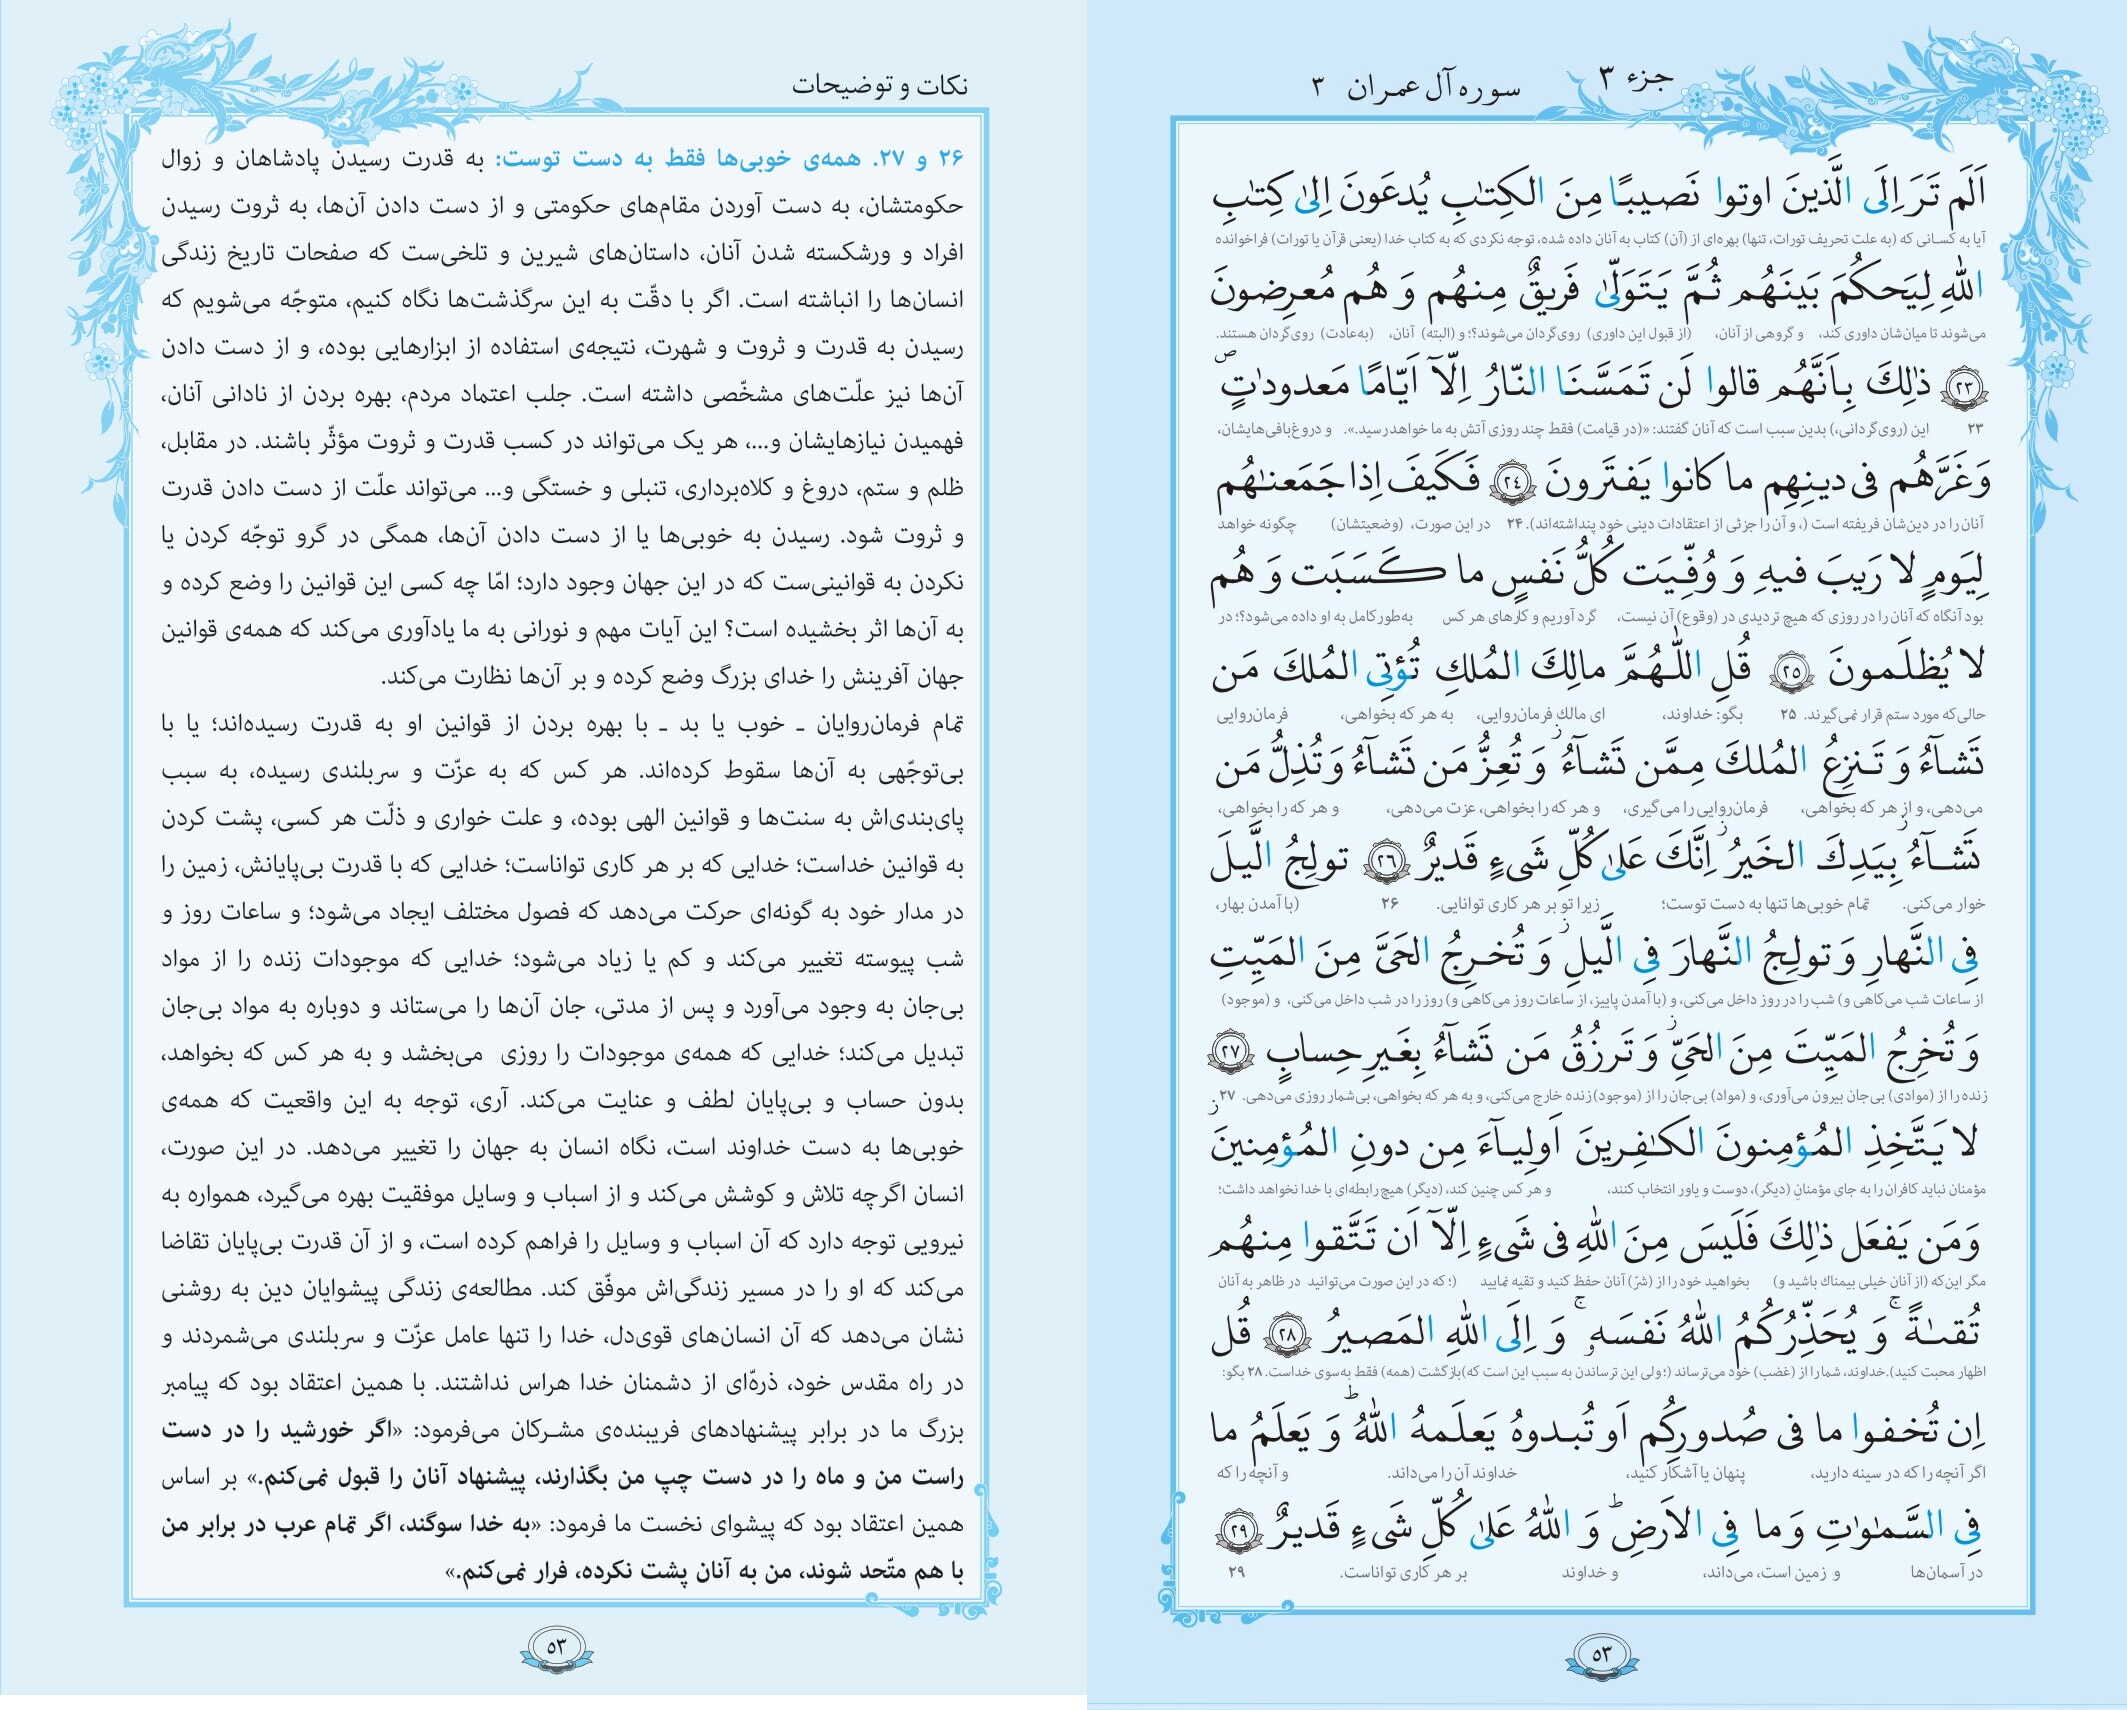 جزء ۳
سوره آل عمران ۳
اَلَم تَرَ اِلَى الَّذينَ اوتوا نَصيبًا مِنَ الكِتٰبِ يُدعَونَ اِلىٰ كِتٰبِ
آیا به کسانی که (به علت تحریف تورات، تنها) بهره‌ای از (آن) کتاب به آنان داده شده، توجه نکردی که به کتاب خدا (یعنی قرآن یا تورات) فراخوانده
اللّٰهِ لِيَحكُمَ بَينَهُم ثُمَّ يَتَوَلّىٰ فَريقٌ مِنهُم وَ هُم مُعرِضونَ
می‌شوند تا میان‌شان داوری کند، و گروهی از آنان، (از قبول این داوری) روی‌گردان می‌شوند؟؛ و (البته) آنان، (به‌عادت) روی‌گردان هستند.
﴿٢٣﴾ ذٰلِكَ بِاَنَّهُم قالوا لَن تَمَسَّنَا النّارُ اِلّآ اَيّامًا مَعدودٰتٍ ۖ
۲۳ این (روی‌گردانی،) بدین سبب است که آنان گفتند: «(در قیامت) فقط چند روزی آتش به ما خواهد رسید.». و دروغ‌بافی‌هایشان،
وَ غَرَّهُم فى دينِهِم ما كانوا يَفتَرونَ ﴿٢٤﴾ فَكَيفَ اِذا جَمَعنٰهُم
آنان را در دین‌شان فریفته است (، و آن را جزئی از اعتقادات دینی خود پنداشته‌اند). ۲۴ در این صورت، (وضعیتشان) چگونه خواهد
لِيَومٍ لا رَيبَ فيهِ وَ وُفِّيَت كُلُّ نَفسٍ ما كَسَبَت وَ هُم
بود آنگاه که آنان را در روزی که هیچ تردیدی در (وقوع) آن نیست، گرد آوریم و کارهای هر کس به‌طور کامل به او داده می‌شود؟؛ در
لا يُظلَمونَ ﴿٢٥﴾ قُلِ اللّٰهُمَّ مالِكَ المُلكِ تُؤتِى المُلكَ مَن
حالی‌که مورد ستم قرار نمی‌گیرند. ۲۵ بگو: خداوند، ای مالك فرمان‌روایی، به هر که بخواهی، فرمان‌روایی
تَشآءُ وَ تَنزِعُ المُلكَ مِمَّن تَشآءُ ز وَ تُعِزُّ مَن تَشآءُ وَ تُذِلُّ مَن
می‌دهی، و از هر که بخواهی، فرمان‌روایی را می‌گیری، و هر که را بخواهی، عزت می‌دهی، و هر که را بخواهی،
تَشآءُ ز بِيَدِكَ الخَيرُ ز اِنَّكَ عَلىٰ كُلِّ شَىءٍ قَديرٌ ﴿٢٦﴾ تولِجُ الَّيلَ
خوار می‌کنی. تمام خوبی‌ها تنها به دست توست؛ زیرا تو بر هر کاری توانایی. ۲۶ (با آمدن بهار،
فِى النَّهارِ وَ تولِجُ النَّهارَ فِى الَّيلِ ز وَ تُخرِجُ الحَىَّ مِنَ المَيِّتِ
از ساعات شب می‌کاهی و) شب را در روز داخل می‌کنی، و (با آمدن پاییز، از ساعات روز می‌کاهی و) روز را در شب داخل می‌کنی، و (موجود)
وَ تُخرِجُ المَيِّتَ مِنَ الحَىِّ ز وَ تَرزُقُ مَن تَشآءُ بِغَيرِ حِسابٍ ﴿٢٧﴾
زنده را از (موادی) بی‌جان بیرون می‌آوری، و (مواد) بی‌جان را از (موجود) زنده خارج می‌کنی، و به هر که بخواهی، بی‌شمار روزی می‌دهی. ۲۷
لا يَتَّخِذِ المُؤمِنونَ الكٰفِرينَ اَولِيآءَ مِن دونِ المُؤمِنينَ ز
مؤمنان نباید کافران را به جای مؤمنانِ (دیگر)، دوست و یاور انتخاب کنند، و هر کس چنین کند، (دیگر) هیچ رابطه‌ای با خدا نخواهد داشت؛
وَ مَن يَفعَل ذٰلِكَ فَلَيسَ مِنَ اللّٰهِ فى شَىءٍ اِلّآ اَن تَتَّقوا مِنهُم
مگر این‌که (از آنان خیلی بیمناك باشید و) بخواهید خود را از (شرّ) آنان حفظ کنید و تقیه نمایید (؛ که در این صورت می‌توانید در ظاهر به آنان
تُقىٰةً ۚ وَ يُحَذِّرُكُمُ اللّٰهُ نَفسَهٗ ۚ وَ اِلَى اللّٰهِ المَصيرُ ﴿٢٨﴾ قُل
اظهار محبت کنید). خداوند، شما را از (غضب) خود می‌ترساند (؛ ولی این ترساندن به سبب این است که) بازگشت (همه) فقط به‌سوی خداست. ۲۸ بگو:
اِن تُخفوا ما فى صُدورِكُم اَو تُبدوهُ يَعلَمهُ اللّٰهُ ؕ وَ يَعلَمُ ما
اگر آنچه را که در سینه دارید، پنهان یا آشکار کنید، خداوند آن را می‌داند. و آنچه را که
فِى السَّمٰوٰتِ وَ ما فِى الاَرضِ ؕ وَ اللّٰهُ عَلىٰ كُلِّ شَىءٍ قَديرٌ ﴿٢٩﴾
در آسمان‌ها و زمین است، می‌داند، و خداوند بر هر کاری تواناست. ۲۹
۵۳
نکات و توضیحات
۲۶ و ۲۷. همه‌ی خوبی‌ها فقط به دست توست: به قدرت رسیدن پادشاهان و زوال
حکومتشان، به دست آوردن مقام‌های حکومتی و از دست دادن آن‌ها، به ثروت رسیدن
افراد و ورشکسته شدن آنان، داستان‌های شیرین و تلخی‌ست که صفحات تاریخ زندگی
انسان‌ها را انباشته است. اگر با دقّت به این سرگذشت‌ها نگاه کنیم، متوجّه می‌شویم که
رسیدن به قدرت و ثروت و شهرت، نتیجه‌ی استفاده از ابزارهایی بوده، و از دست دادن
آن‌ها نیز علّت‌های مشخّصی داشته است. جلب اعتماد مردم، بهره بردن از نادانی آنان،
فهمیدن نیازهایشان و...، هر یک می‌تواند در کسب قدرت و ثروت مؤثّر باشند. در مقابل،
ظلم و ستم، دروغ و کلاه‌برداری، تنبلی و خستگی و... می‌تواند علّت از دست دادن قدرت
و ثروت شود. رسیدن به خوبی‌ها یا از دست دادن آن‌ها، همگی در گرو توجّه کردن یا
نکردن به قوانینی‌ست که در این جهان وجود دارد؛ امّا چه کسی این قوانین را وضع کرده و
به آن‌ها اثر بخشیده است؟ این آیات مهم و نورانی به ما یادآوری می‌کند که همه‌ی قوانین
جهان آفرینش را خدای بزرگ وضع کرده و بر آن‌ها نظارت می‌کند.
تمام فرمان‌روایان ـ خوب یا بد ـ با بهره بردن از قوانین او به قدرت رسیده‌اند؛ یا با
بی‌توجّهی به آن‌ها سقوط کرده‌اند. هر کس که به عزّت و سربلندی رسیده، به سبب
پای‌بندی‌اش به سنت‌ها و قوانین الهی بوده، و علت خواری و ذلّت هر کسی، پشت کردن
به قوانین خداست؛ خدایی که بر هر کاری تواناست؛ خدایی که با قدرت بی‌پایانش، زمین را
در مدار خود به گونه‌ای حرکت می‌دهد که فصول مختلف ایجاد می‌شود؛ و ساعات روز و
شب پیوسته تغییر می‌کند و کم یا زیاد می‌شود؛ خدایی که موجودات زنده را از مواد
بی‌جان به وجود می‌آورد و پس از مدتی، جان آن‌ها را می‌ستاند و دوباره به مواد بی‌جان
تبدیل می‌کند؛ خدایی که همه‌ی موجودات را روزی می‌بخشد و به هر کس که بخواهد،
بدون حساب و بی‌پایان لطف و عنایت می‌کند. آری، توجه به این واقعیت که همه‌ی
خوبی‌ها به دست خداوند است، نگاه انسان به جهان را تغییر می‌دهد. در این صورت،
انسان اگرچه تلاش و کوشش می‌کند و از اسباب و وسایل موفقیت بهره می‌گیرد، همواره به
نیرویی توجه دارد که آن اسباب و وسایل را فراهم کرده است، و از آن قدرت بی‌پایان تقاضا
می‌کند که او را در مسیر زندگی‌اش موفّق کند. مطالعه‌ی زندگی پیشوایان دین به روشنی
نشان می‌دهد که آن انسان‌های قوی‌دل، خدا را تنها عامل عزّت و سربلندی می‌شمردند و
در راه مقدس خود، ذرّه‌ای از دشمنان خدا هراس نداشتند. با همین اعتقاد بود که پیامبر
بزرگ ما در برابر پیشنهادهای فریبنده‌ی مشرکان می‌فرمود: «اگر خورشید را در دست
راست من و ماه را در دست چپ من بگذارند، پیشنهاد آنان را قبول نمی‌کنم.» بر اساس
همین اعتقاد بود که پیشوای نخست ما فرمود: «به خدا سوگند، اگر تمام عرب در برابر من
با هم متّحد شوند، من به آنان پشت نکرده، فرار نمی‌کنم.»
۵۳